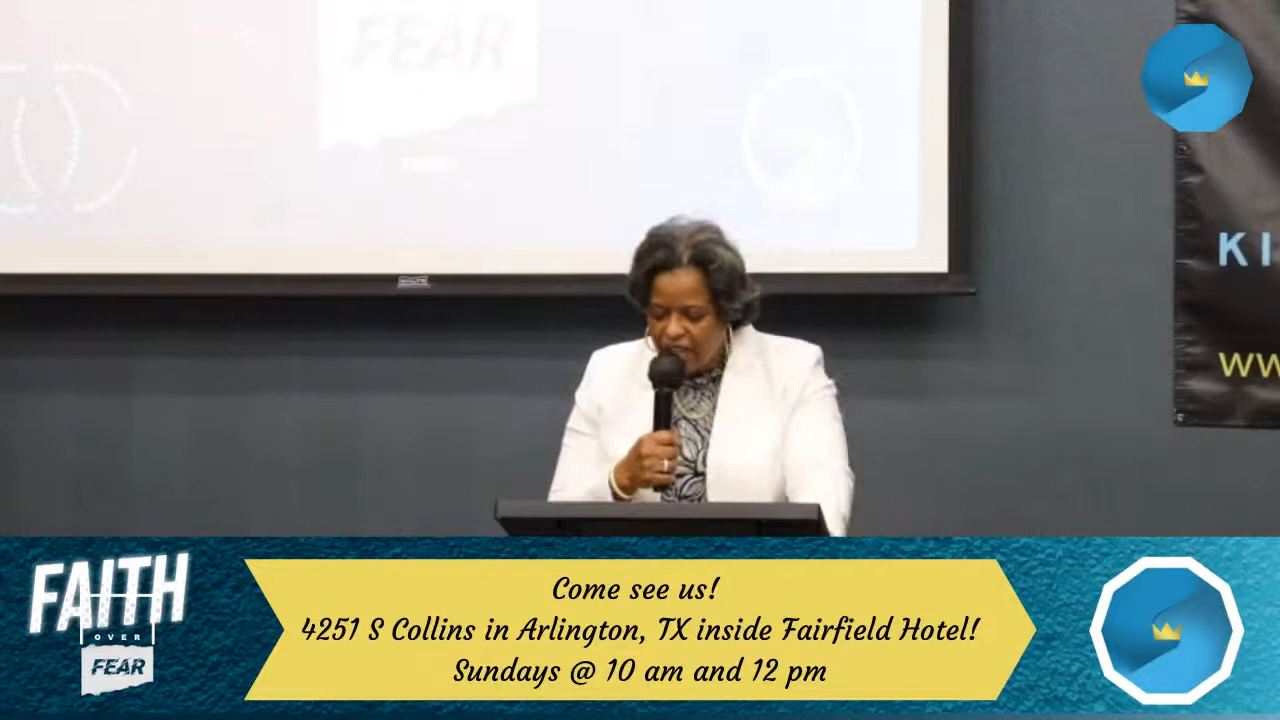 FEAR
KI
ww
FAITH
OVER
FEAR
Come see us!
4251 S Collins in Arlington, TX inside Fairfield Hotel!
Sundays @ 10 am and 12 pm